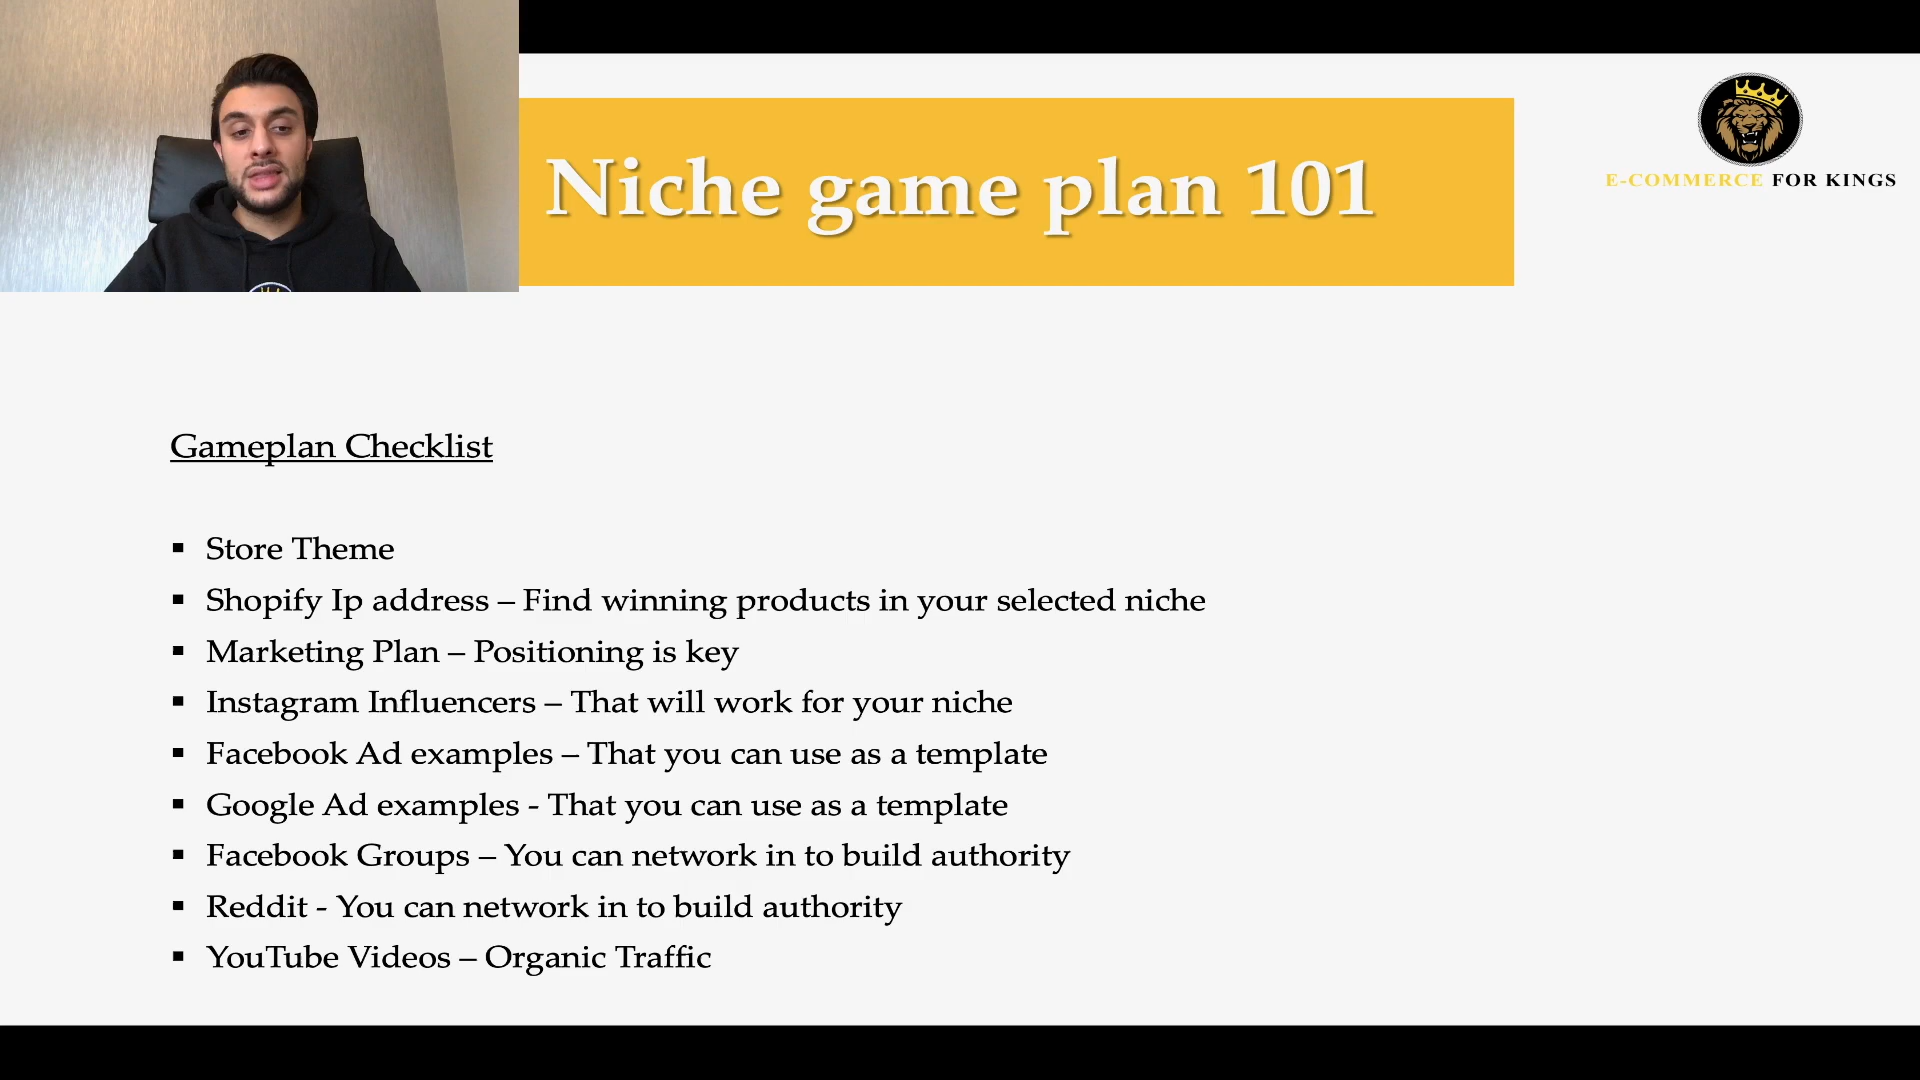 Niche game plan 101
E-COMMERCE FOR KINGS
Gameplan Checklist
▪ Store Theme
▪ Shopify Ip address – Find winning products in your selected niche
▪ Marketing Plan – Positioning is key
▪ Instagram Influencers – That will work for your niche
▪ Facebook Ad examples – That you can use as a template
▪ Google Ad examples - That you can use as a template
▪ Facebook Groups – You can network in to build authority
▪ Reddit - You can network in to build authority
▪ YouTube Videos – Organic Traffic